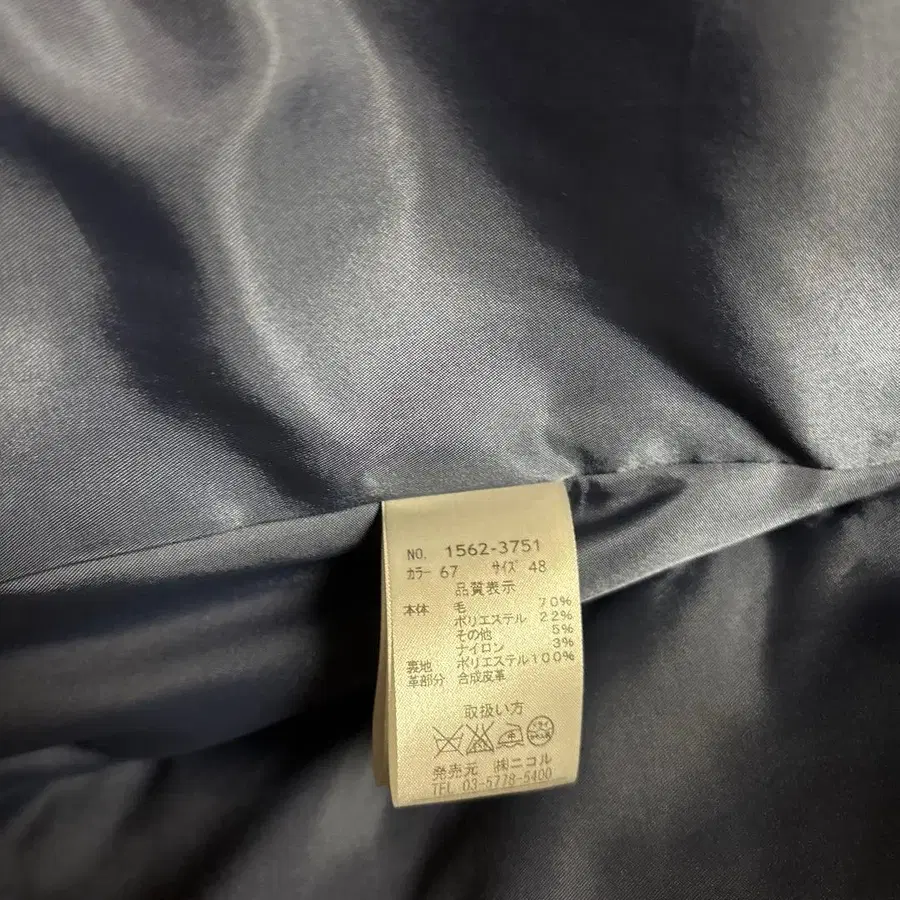 NO. 1562-3751
カラー 67 サイズ 48
品質表示
本体 毛 70%
ポリエステル 22%
その他 5%
ナイロン 3%
裏地 ポリエステル100%
革部分 合成皮革
取扱い方
発売元 ㈱ニコル
TEL 03-5778-5400